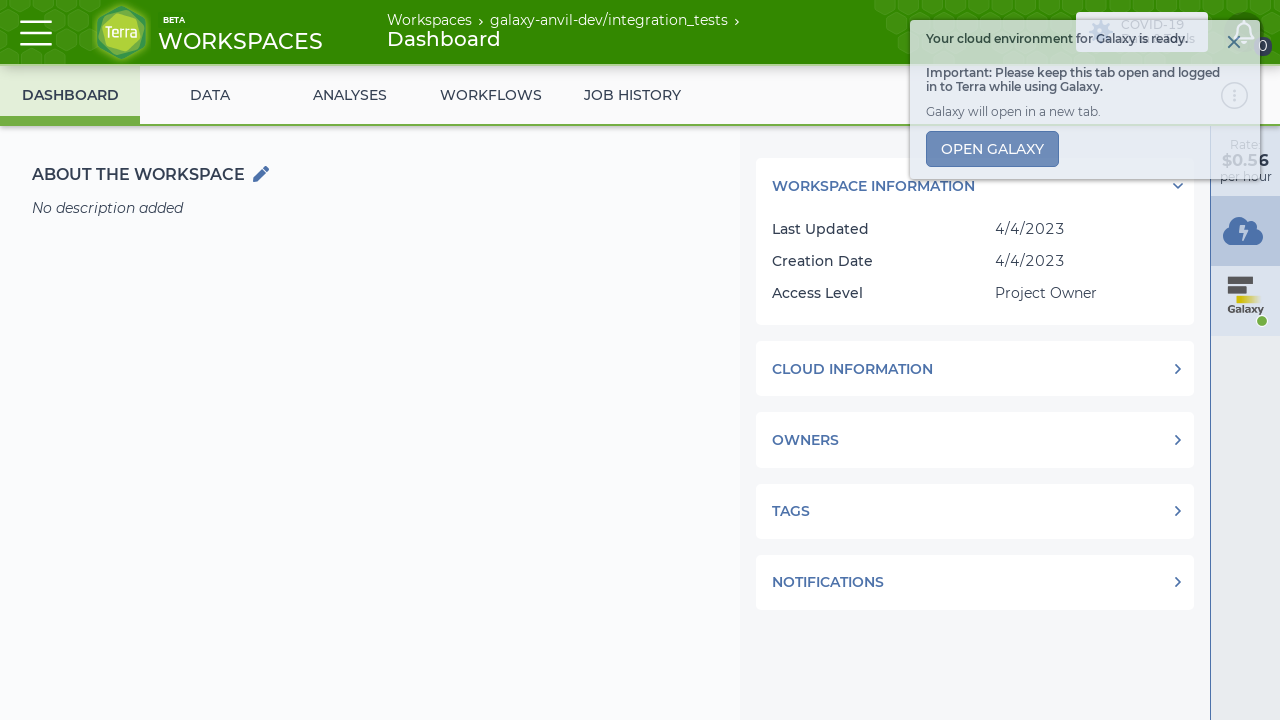 Terra
BETA
WORKSPACES
Workspaces › galaxy-anvil-dev/integration_tests ›
Dashboard
COVID-19
0
Your cloud environment for Galaxy is ready.
Important: Please keep this tab open and logged
in to Terra while using Galaxy.
Galaxy will open in a new tab.
OPEN GALAXY
DASHBOARD
DATA
ANALYSES
WORKFLOWS
JOB HISTORY
ABOUT THE WORKSPACE
No description added
WORKSPACE INFORMATION
Last Updated 4/4/2023
Creation Date 4/4/2023
Access Level Project Owner
CLOUD INFORMATION
OWNERS
TAGS
NOTIFICATIONS
Rate:
$0.56
per hour
Galaxy